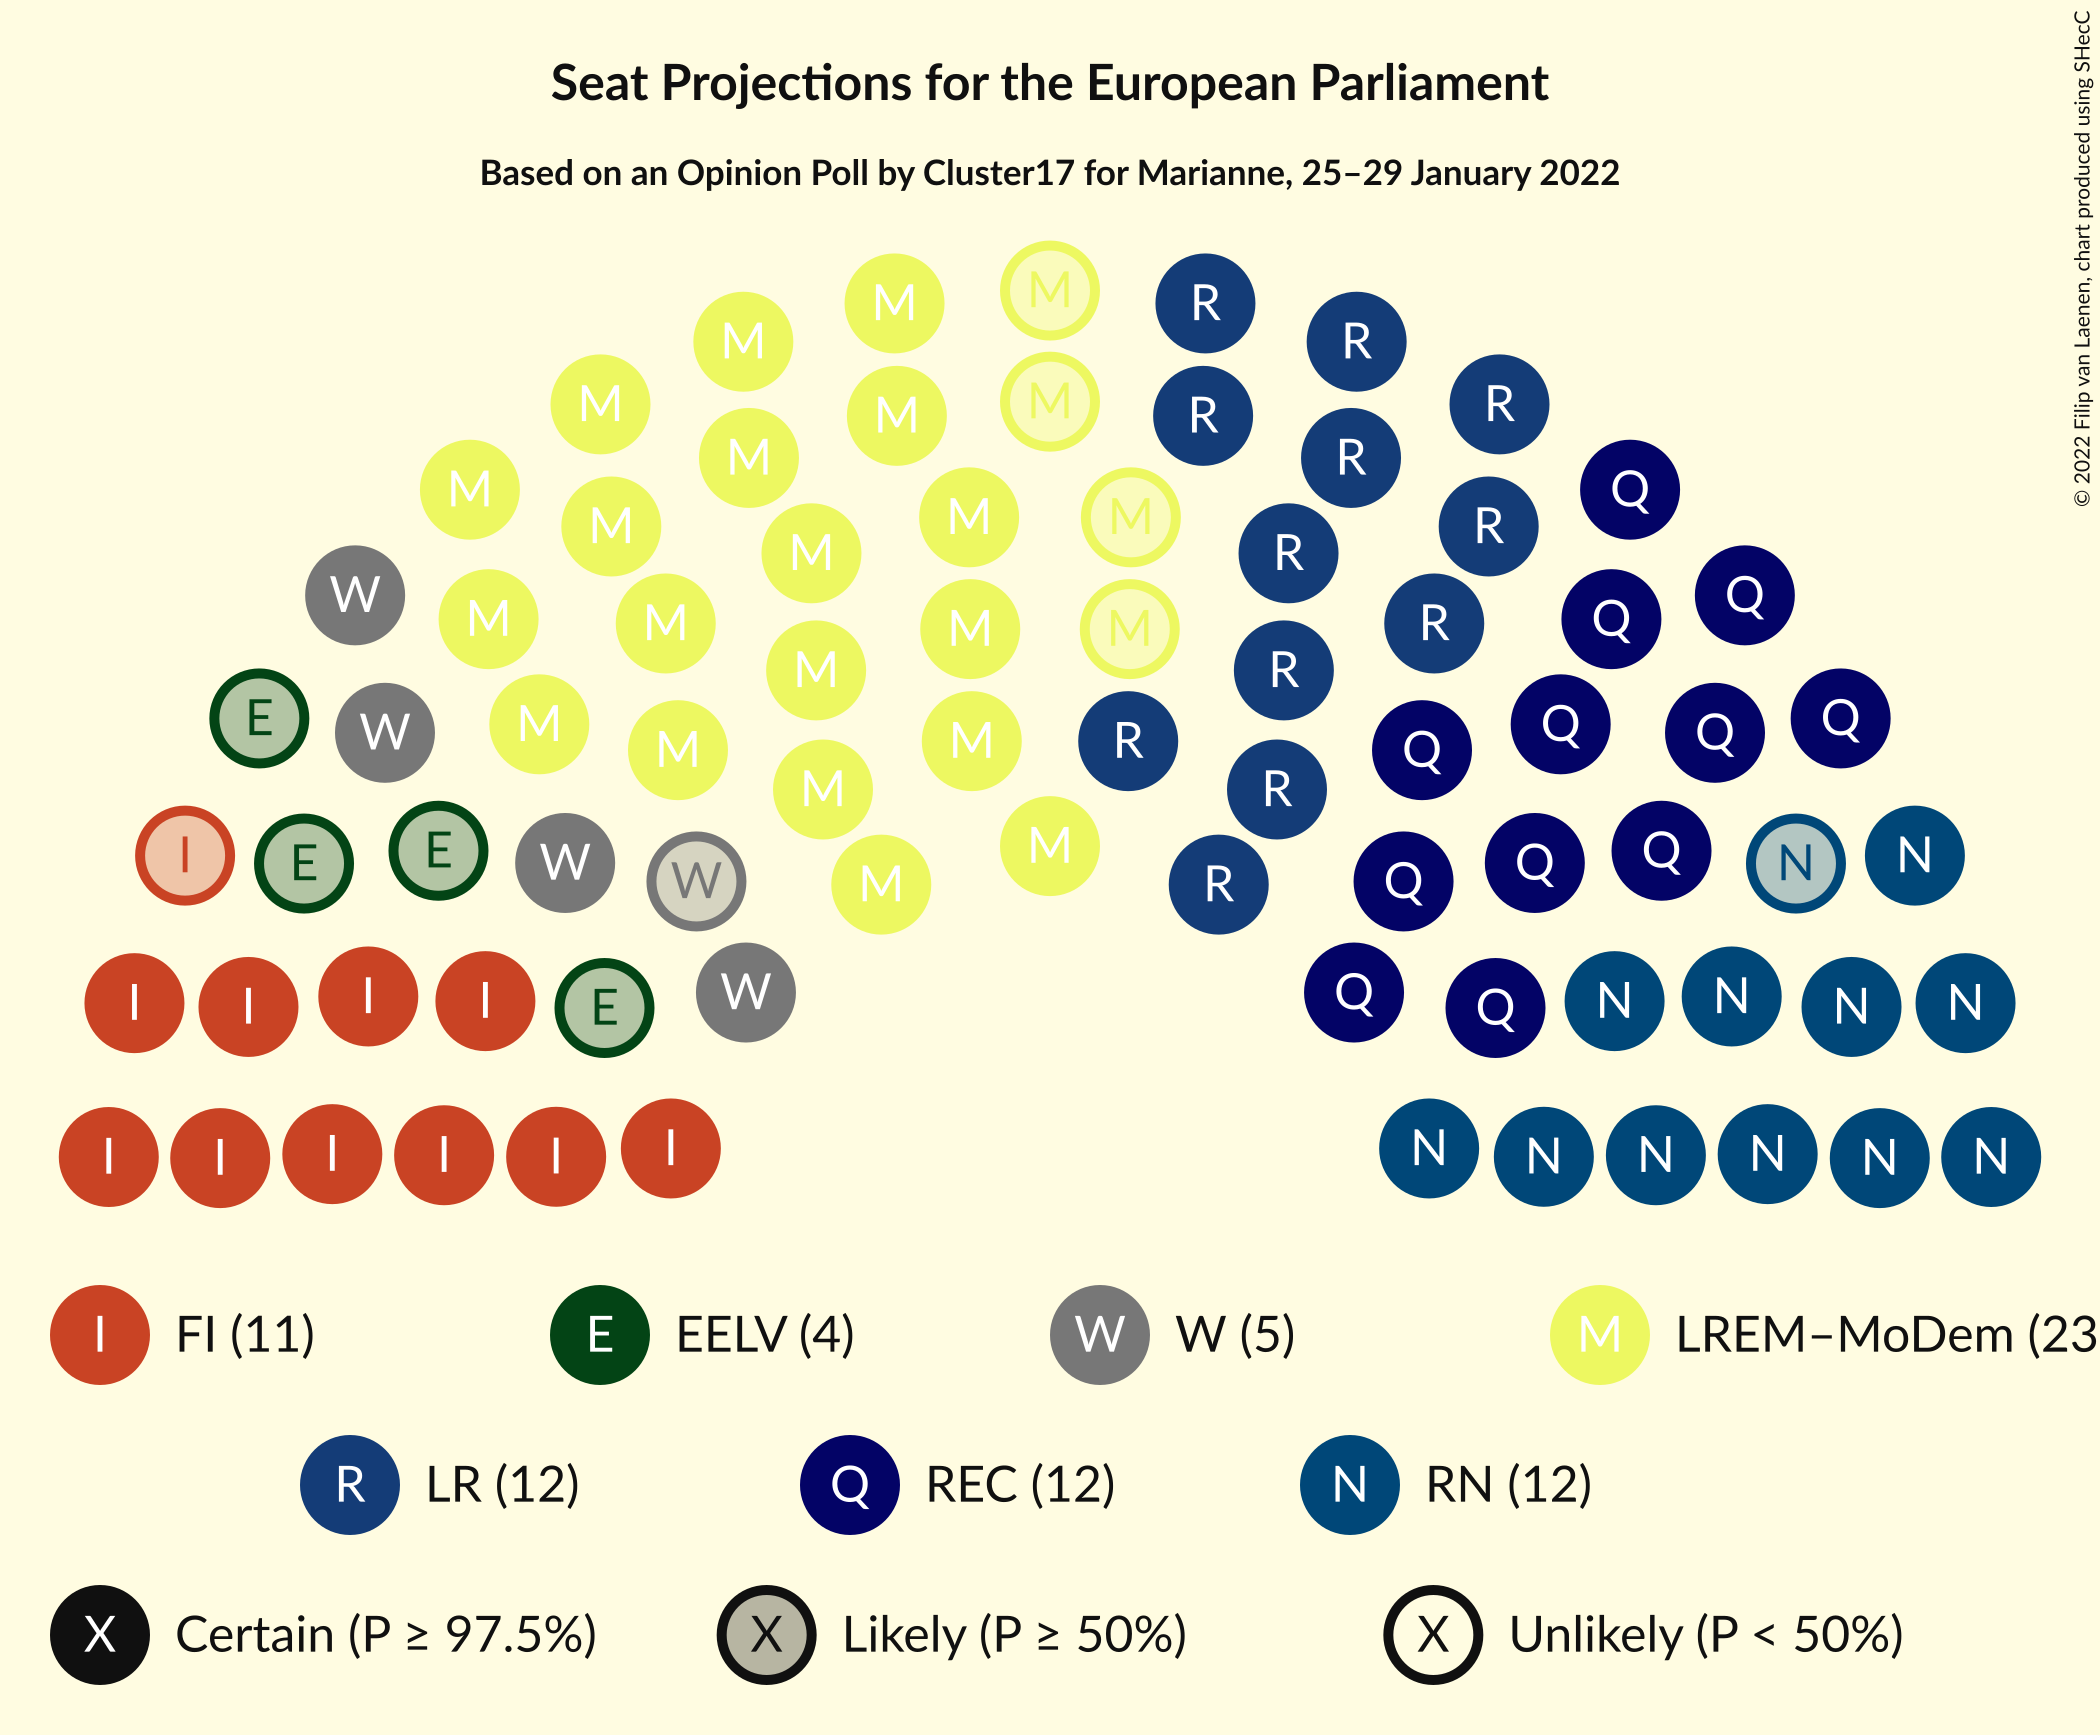 Seat Projections for the European Parliament
Based on an Opinion Poll by Cluster17 for Marianne, 25–29 January 2022
© 2022 Filip van Laenen, chart produced using SHecC
M
M M R R
M M R
M M R
M M R
M M M R Q
M R
M M R
W M M M R Q Q
M M R
E W M M M R Q Q Q Q
M R
I E E W W M M R Q Q Q N N
I I I I E W Q Q N N N N
I I I I I I N N N N N N
I FI (11) E EELV (4) W W (5) M LREM–MoDem (23
R LR (12) Q REC (12) N RN (12)
X Certain (P ≥ 97.5%) X Likely (P ≥ 50%) X Unlikely (P < 50%)